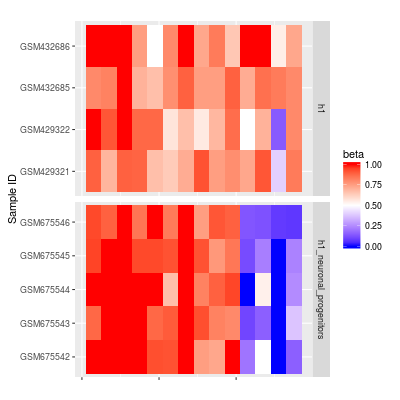 GSM432686
GSM432685
GSM429322
GSM429321
h1
GSM675546
GSM675545
GSM675544
GSM675543
GSM675542
h1_neuronal_progenitors
Sample ID
beta
1.00
0.75
0.50
0.25
0.00